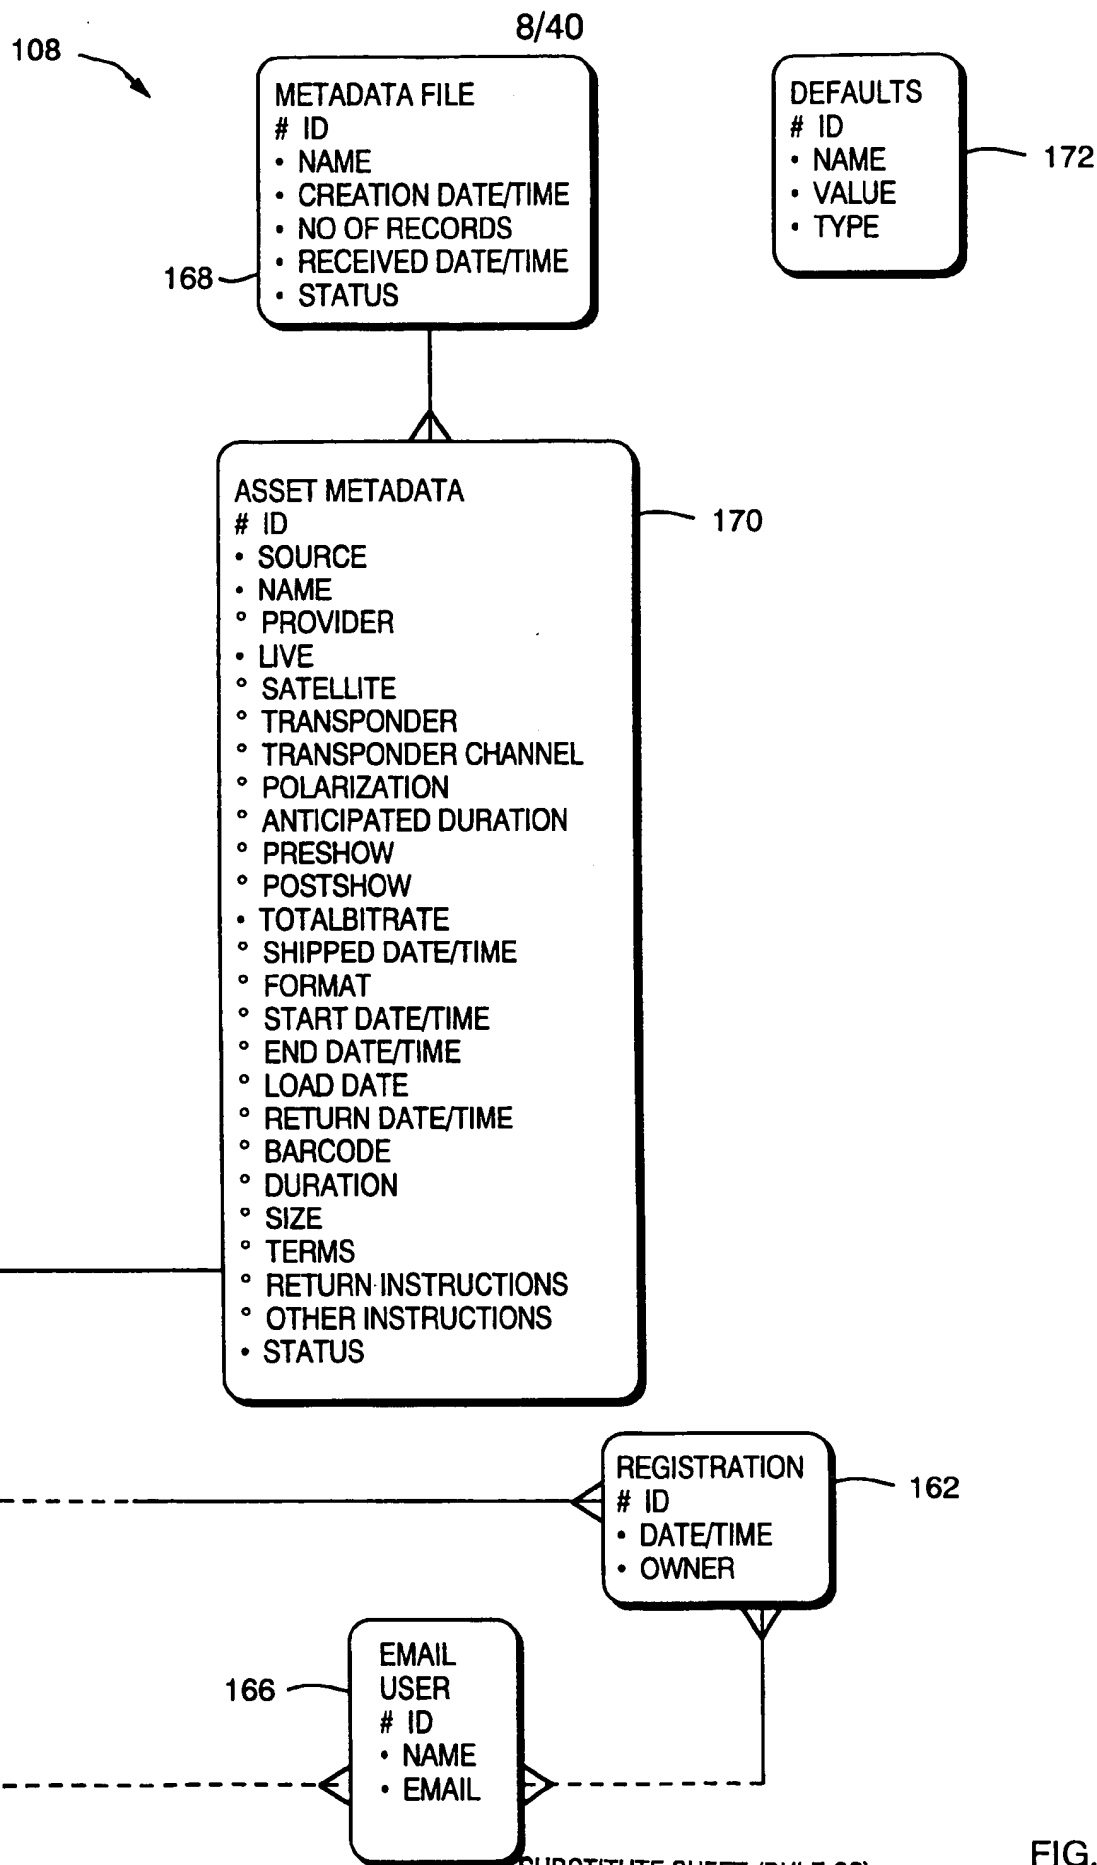 8/40
108
METADATA FILE
# ID
• NAME
• CREATION DATE/TIME
• NO OF RECORDS
• RECEIVED DATE/TIME
• STATUS
168
DEFAULTS
# ID
• NAME
• VALUE
• TYPE
172
ASSET METADATA
# ID
• SOURCE
• NAME
° PROVIDER
• LIVE
° SATELLITE
° TRANSPONDER
° TRANSPONDER CHANNEL
° POLARIZATION
° ANTICIPATED DURATION
° PRESHOW
° POSTSHOW
• TOTALBITRATE
° SHIPPED DATE/TIME
° FORMAT
° START DATE/TIME
° END DATE/TIME
° LOAD DATE
° RETURN DATE/TIME
° BARCODE
° DURATION
° SIZE
° TERMS
° RETURN INSTRUCTIONS
° OTHER INSTRUCTIONS
• STATUS
170
REGISTRATION
# ID
• DATE/TIME
• OWNER
162
EMAIL
USER
# ID
• NAME
• EMAIL
166
SUBSTITUTE SHEET
FIG.